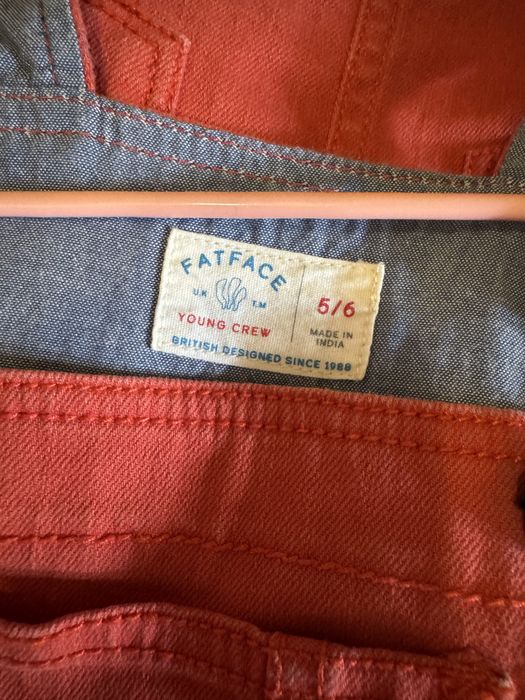 FATFACE
U.K T.M
YOUNG CREW
BRITISH DESIGNED SINCE 1988
5/6
MADE IN
INDIA